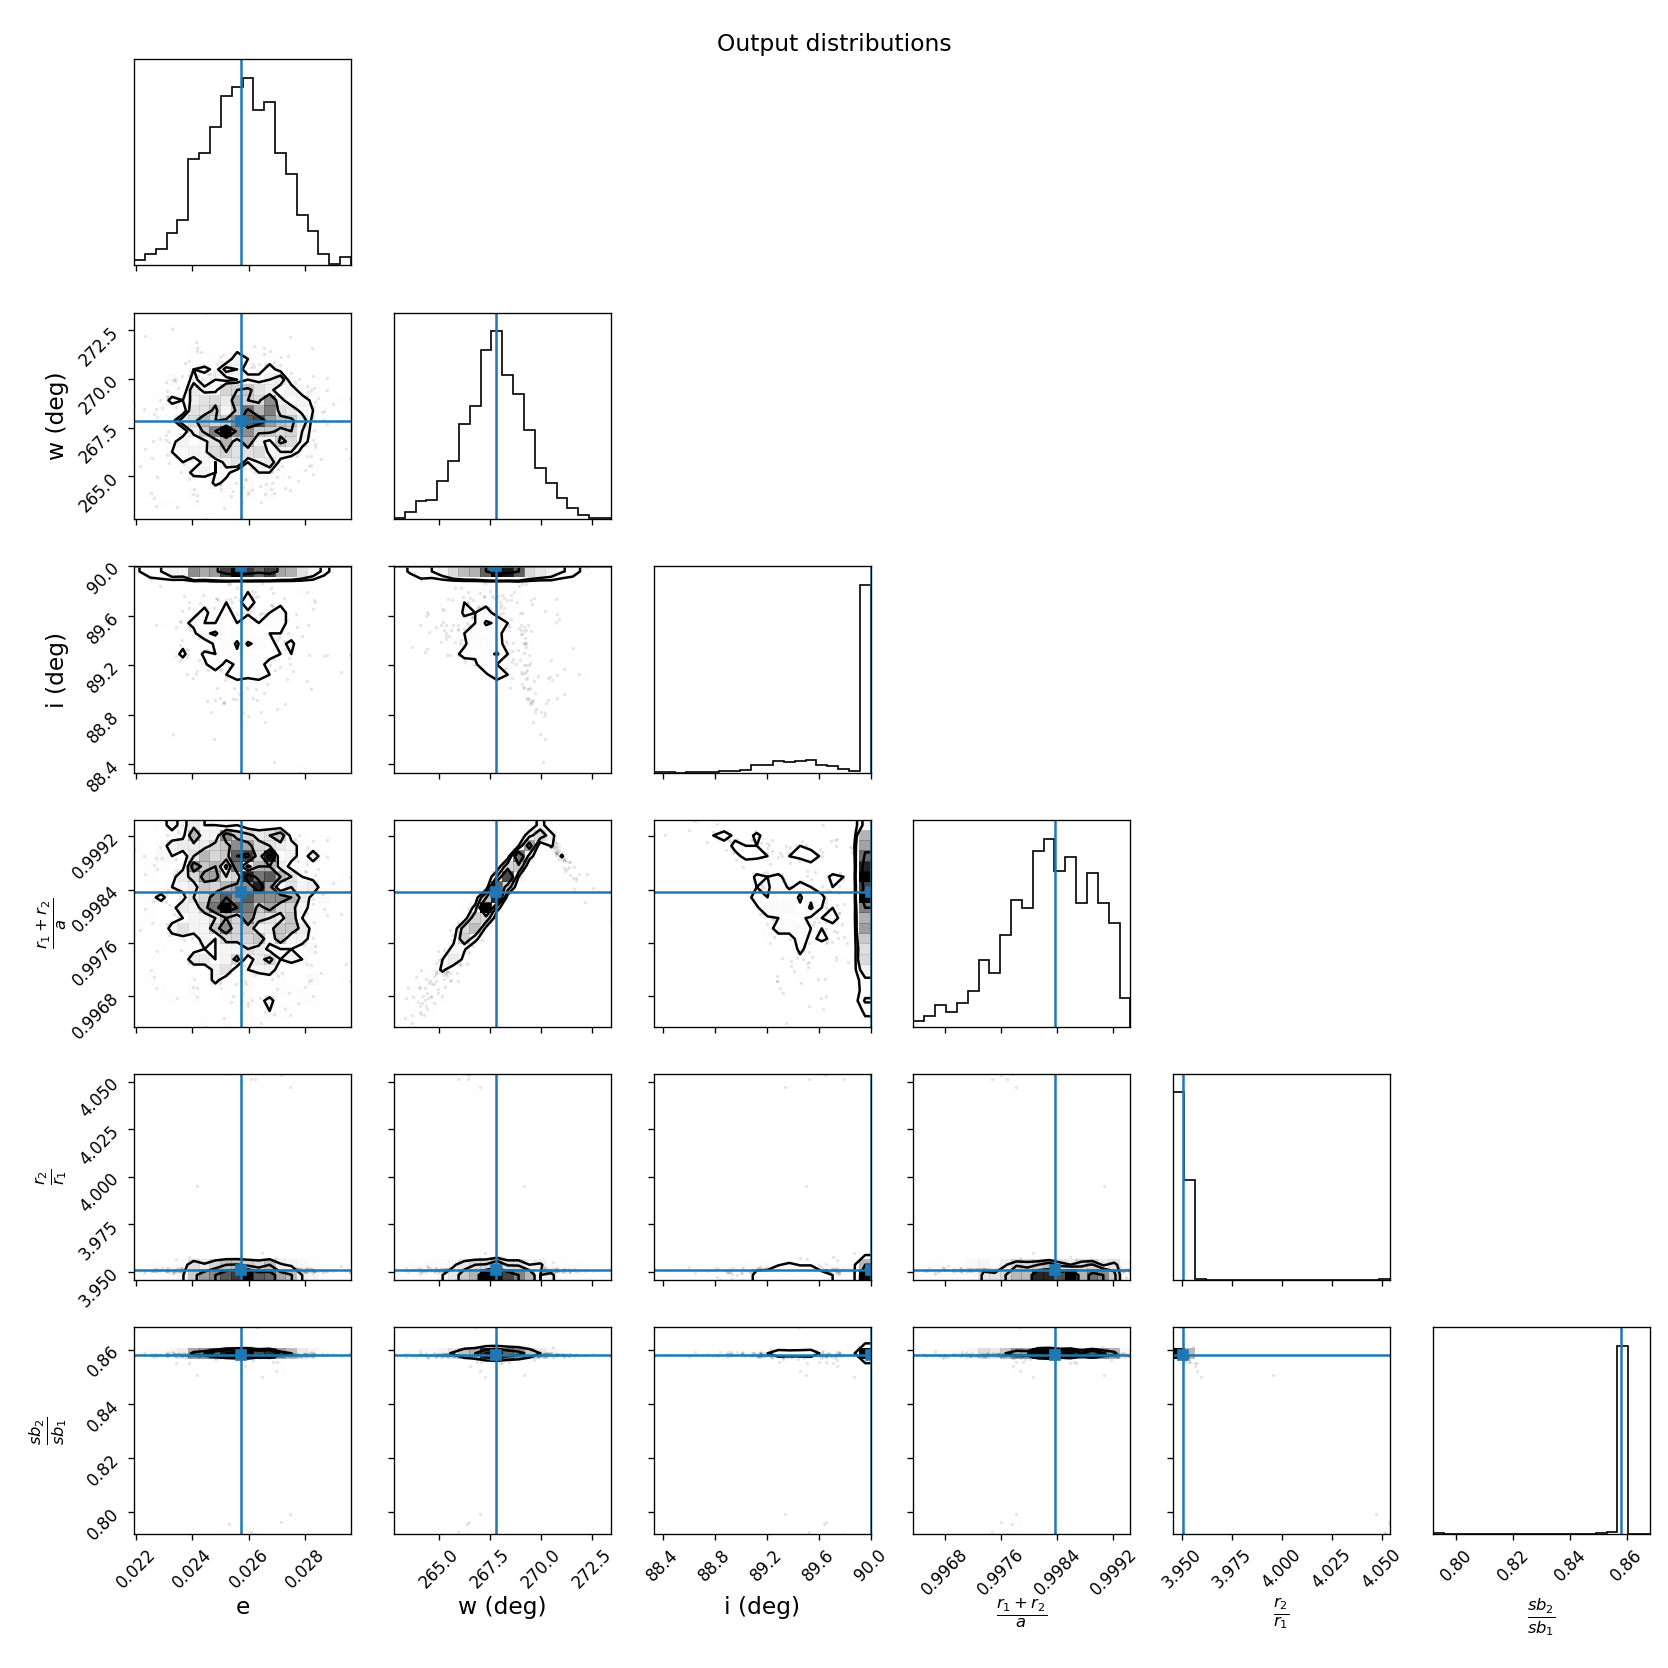 Output distributions
w (deg)
272.5
270.0
267.5
265.0
i (deg)
90.0
89.6
89.2
88.8
88.4
r₁ + r₂
a
0.9992
0.9984
0.9976
0.9968
r₂
r₁
4.050
4.025
4.000
3.975
3.950
sb₂
sb₁
0.86
0.84
0.82
0.80
0.022 0.024 0.026 0.028 265.0 267.5 270.0 272.5 88.4 88.8 89.2 89.6 90.0 0.9968 0.9976 0.9984 0.9992 3.950 3.975 4.000 4.025 4.050 0.80 0.82 0.84 0.86
e
w (deg)
i (deg)
r₁ + r₂
a
r₂
r₁
sb₂
sb₁